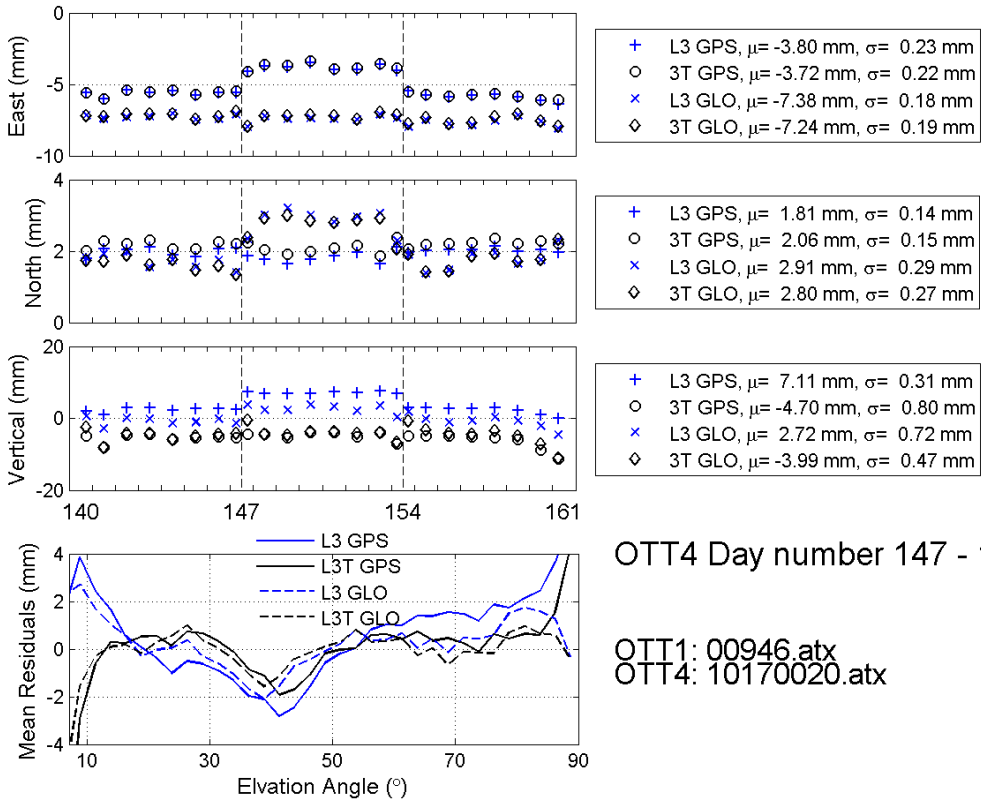 0
-5
-10
East (mm)
L3 GPS, μ= -3.80 mm, σ= 0.23 mm
3T GPS, μ= -3.72 mm, σ= 0.22 mm
L3 GLO, μ= -7.38 mm, σ= 0.18 mm
3T GLO, μ= -7.24 mm, σ= 0.19 mm
4
2
0
North (mm)
L3 GPS, μ= 1.81 mm, σ= 0.14 mm
3T GPS, μ= 2.06 mm, σ= 0.15 mm
L3 GLO, μ= 2.91 mm, σ= 0.29 mm
3T GLO, μ= 2.80 mm, σ= 0.27 mm
20
10
0
-10
-20
Vertical (mm)
140 147 154 161
L3 GPS, μ= 7.11 mm, σ= 0.31 mm
3T GPS, μ= -4.70 mm, σ= 0.80 mm
L3 GLO, μ= 2.72 mm, σ= 0.72 mm
3T GLO, μ= -3.99 mm, σ= 0.47 mm
4
2
0
-2
-4
Mean Residuals (mm)
L3 GPS
L3T GPS
L3 GLO
L3T GLO
10 30 50 70 90
Elvation Angle (°)
OTT4 Day number 147 -
OTT1: 00946.atx
OTT4: 10170020.atx